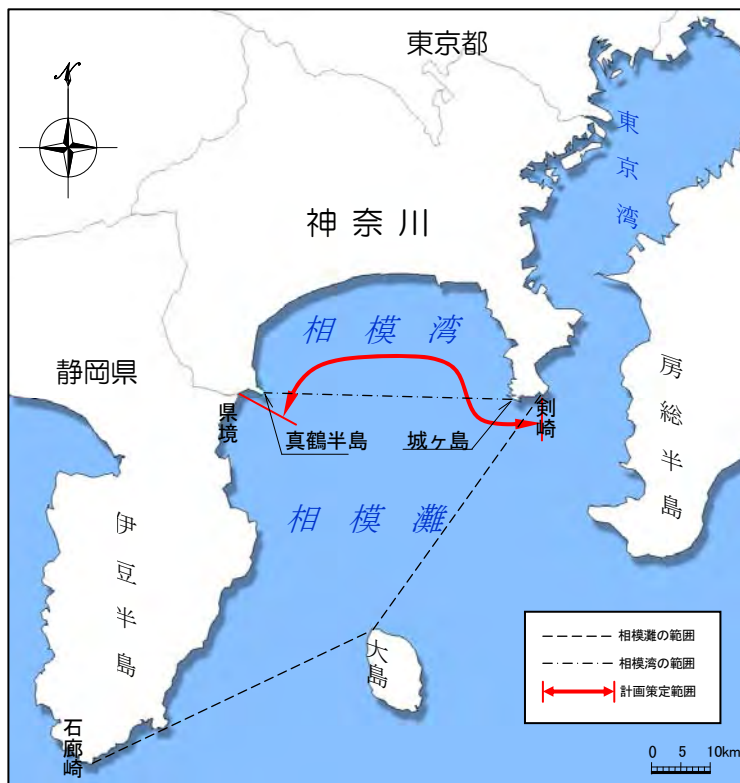 東京都
N
東京湾
神奈川
相模湾
静岡県
房総半島
県境
剣崎
真鶴半島
城ヶ島
相模灘
伊豆半島
大島
石廊崎
相模灘の範囲
相模湾の範囲
計画策定範囲
0 5 10km